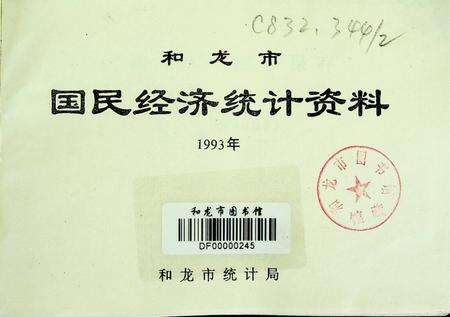 C832.344/2
和龙市
国民经济统计资料
1993年
和龙市图书馆
DF00000245
和龙市统计局